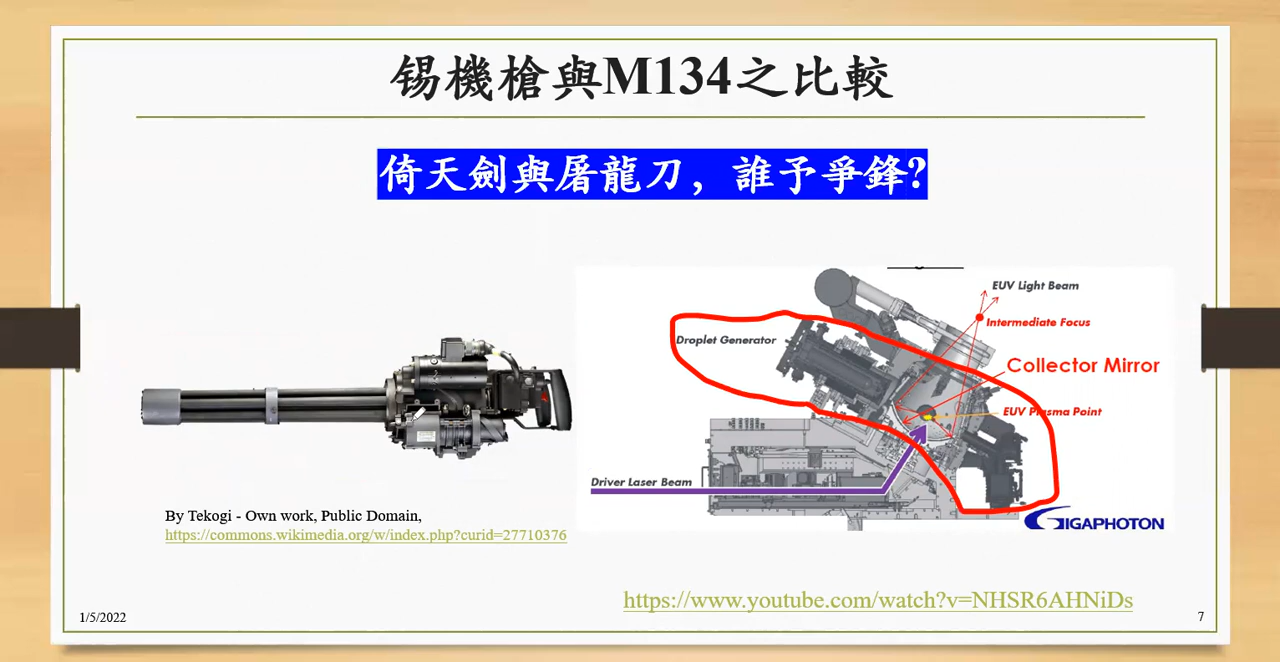 锡機槍與M134之比較
倚天劍與屠龍刀，誰予爭鋒?
EUV Light Beam
Intermediate Focus
Droplet Generator
Collector Mirror
EUV Plasma Point
Driver Laser Beam
GIGAPHOTON
By Tekogi - Own work, Public Domain,
https://commons.wikimedia.org/w/index.php?curid=27710376
https://www.youtube.com/watch?v=NHSR6AHNiDs
1/5/2022
7